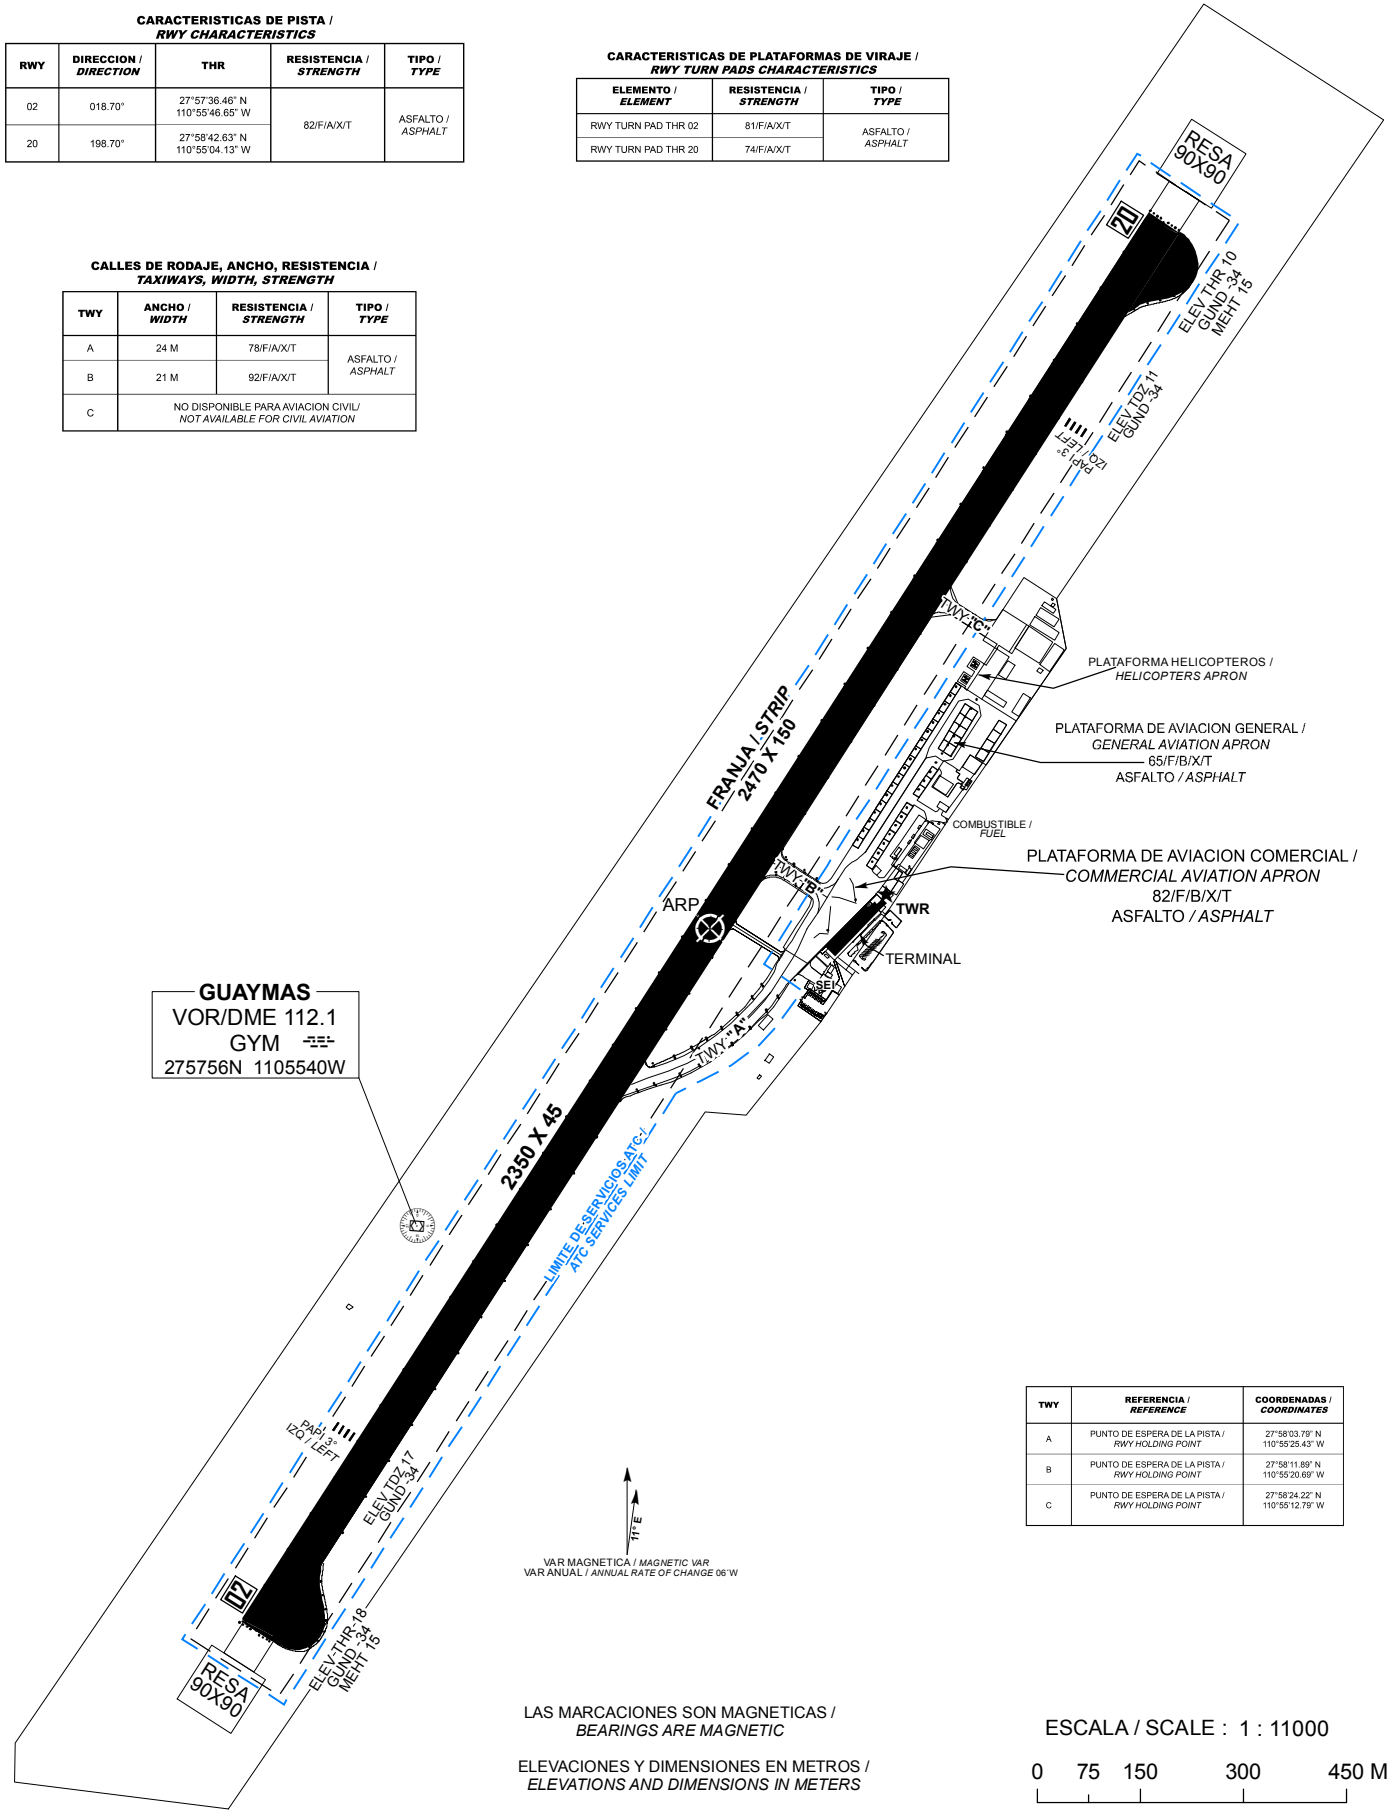 CARACTERISTICAS DE PISTA /
RWY CHARACTERISTICS
RWY
DIRECCION /
DIRECTION
THR
RESISTENCIA /
STRENGTH
TIPO /
TYPE
02
018.70°
27°57'36.46" N
110°55'46.65" W
82/F/A/X/T
ASFALTO /
ASPHALT
20
198.70°
27°58'42.63" N
110°55'04.13" W
CARACTERISTICAS DE PLATAFORMAS DE VIRAJE /
RWY TURN PADS CHARACTERISTICS
ELEMENTO /
ELEMENT
RESISTENCIA /
STRENGTH
TIPO /
TYPE
RWY TURN PAD THR 02
81/F/A/X/T
ASFALTO /
ASPHALT
RWY TURN PAD THR 20
74/F/A/X/T
CALLES DE RODAJE, ANCHO, RESISTENCIA /
TAXIWAYS, WIDTH, STRENGTH
TWY
ANCHO /
WIDTH
RESISTENCIA /
STRENGTH
TIPO /
TYPE
A
24 M
78/F/A/X/T
ASFALTO /
ASPHALT
B
21 M
92/F/A/X/T
C
NO DISPONIBLE PARA AVIACION CIVIL/
NOT AVAILABLE FOR CIVIL AVIATION
RESA
90X90
20
ELEV THR 10
GUND -34
MEHT 15
ELEV TDZ 11
GUND -34
PAPI 3°
IZQ / LEFT
TWY "C"
PLATAFORMA HELICOPTEROS /
HELICOPTERS APRON
PLATAFORMA DE AVIACION GENERAL /
GENERAL AVIATION APRON
65/F/B/X/T
ASFALTO / ASPHALT
FRANJA / STRIP
2470 X 150
COMBUSTIBLE /
FUEL
PLATAFORMA DE AVIACION COMERCIAL /
COMMERCIAL AVIATION APRON
82/F/B/X/T
ASFALTO / ASPHALT
TWY "B"
ARP
TWR
TERMINAL
SEI
TWY "A"
GUAYMAS
VOR/DME 112.1
GYM
275756N 1105540W
2350 X 45
LIMITE DE SERVICIOS ATC /
ATC SERVICES LIMIT
PAPI 3°
IZQ / LEFT
ELEV TDZ 17
GUND -34
02
ELEV THR 18
GUND -34
MEHT 15
RESA
90X90
11° E
VAR MAGNETICA / MAGNETIC VAR
VAR ANUAL / ANNUAL RATE OF CHANGE 06'W
TWY
REFERENCIA /
REFERENCE
COORDENADAS /
COORDINATES
A
PUNTO DE ESPERA DE LA PISTA /
RWY HOLDING POINT
27°58'03.79" N
110°55'25.43" W
B
PUNTO DE ESPERA DE LA PISTA /
RWY HOLDING POINT
27°58'11.89" N
110°55'20.69" W
C
PUNTO DE ESPERA DE LA PISTA /
RWY HOLDING POINT
27°58'24.22" N
110°55'12.79" W
LAS MARCACIONES SON MAGNETICAS /
BEARINGS ARE MAGNETIC
ELEVACIONES Y DIMENSIONES EN METROS /
ELEVATIONS AND DIMENSIONS IN METERS
ESCALA / SCALE : 1 : 11000
0 75 150 300 450 M